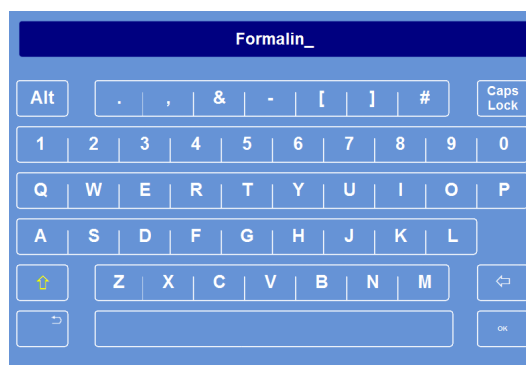 Formalin_
Alt . , & - [ ] # Caps Lock
1 2 3 4 5 6 7 8 9 0
Q W E R T Y U I O P
A S D F G H J K L
Z X C V B N M
OK